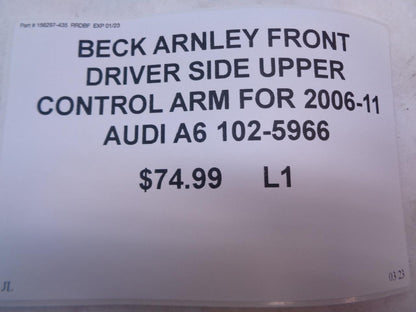 Part # 156297-435 RRDBF EXP 01/23
BECK ARNLEY FRONT
DRIVER SIDE UPPER
CONTROL ARM FOR 2006-11
AUDI A6 102-5966
$74.99 L1
JL 03-23